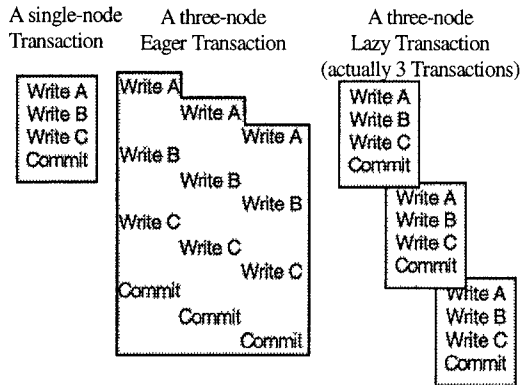 A single-node
Transaction
Write A
Write B
Write C
Commit
A three-node
Eager Transaction
Write A
Write A
Write A
Write B
Write B
Write B
Write C
Write C
Write C
Commit
Commit
Commit
A three-node
Lazy Transaction
(actually 3 Transactions)
Write A
Write B
Write C
Commit
Write A
Write B
Write C
Commit
Write A
Write B
Write C
Commit